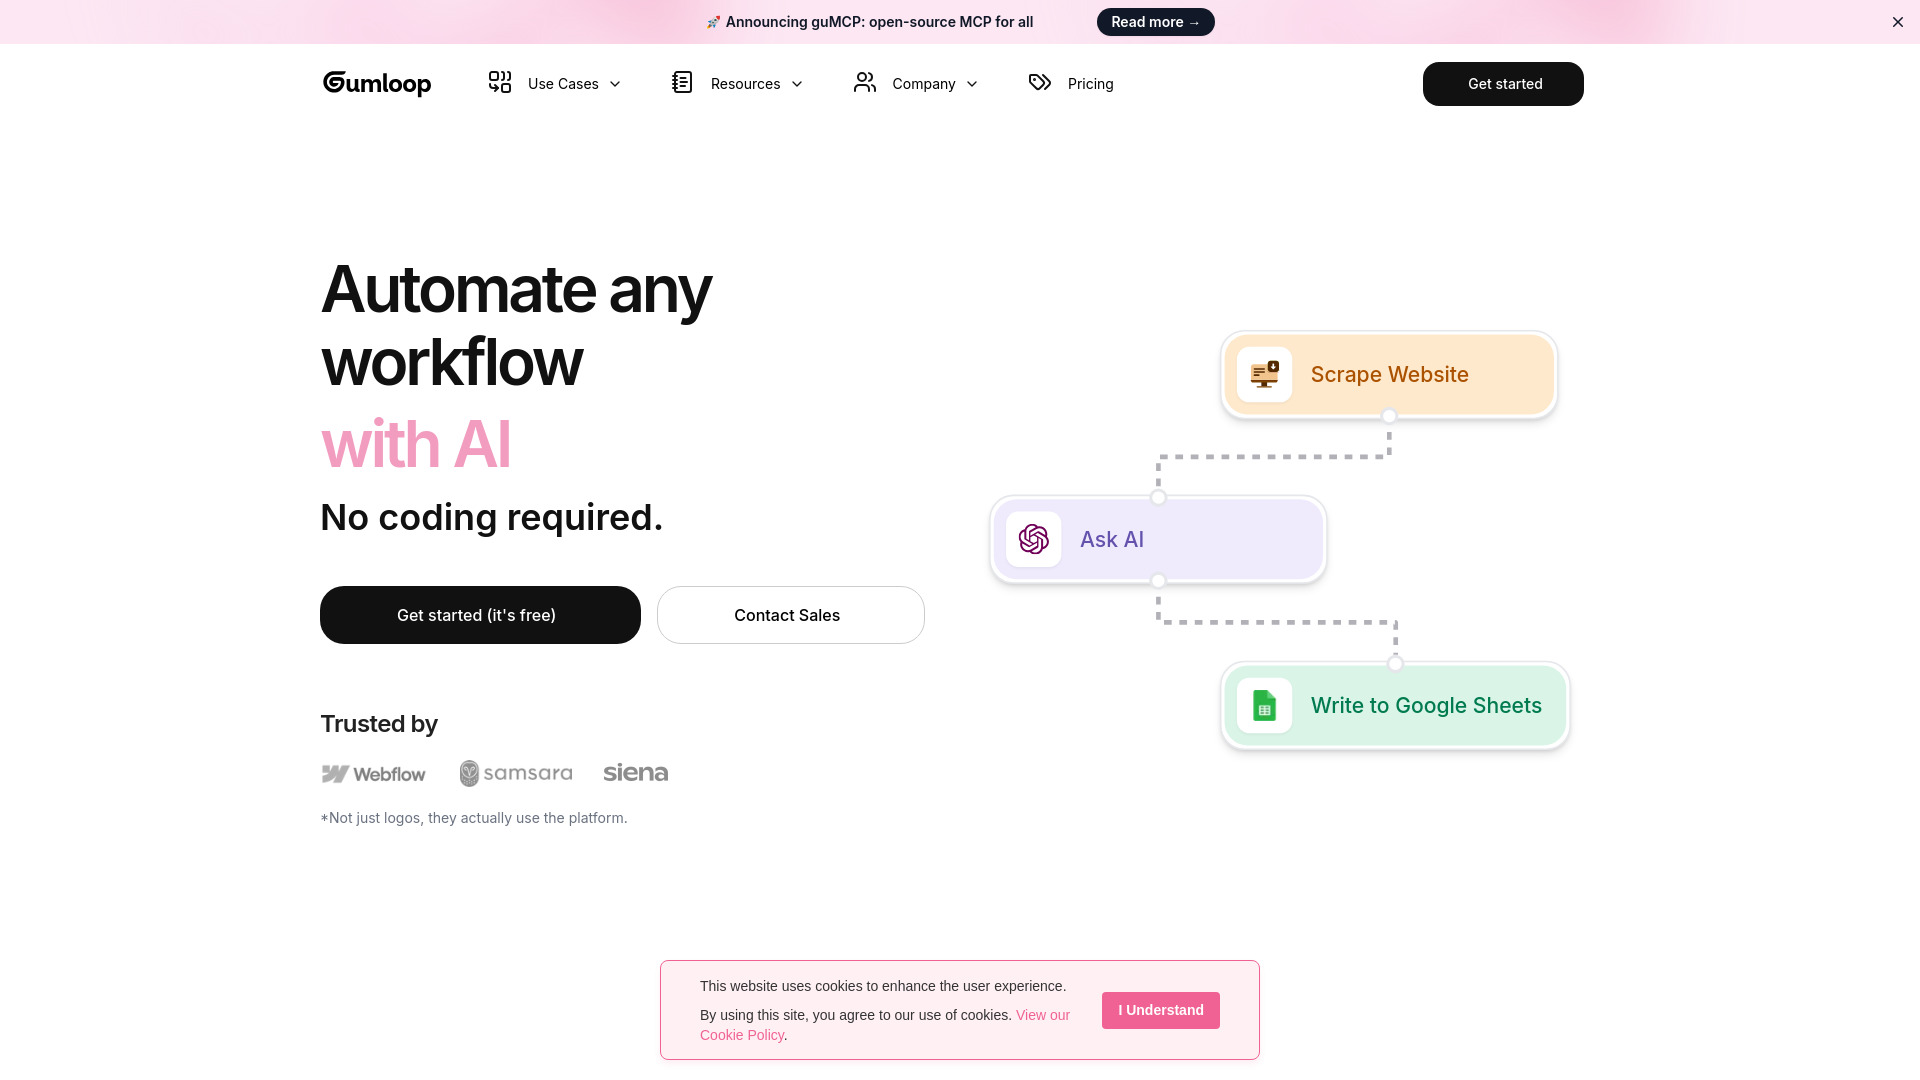 🚀 Announcing guMCP: open-source MCP for all
Read more →
Gumloop
Use Cases
Resources
Company
Pricing
Get started
Automate any
workflow
with AI
No coding required.
Get started (it's free)
Contact Sales
Scrape Website
Ask AI
Write to Google Sheets
Trusted by
Webflow
samsara
siena
*Not just logos, they actually use the platform.
This website uses cookies to enhance the user experience.
By using this site, you agree to our use of cookies. View our
Cookie Policy.
I Understand